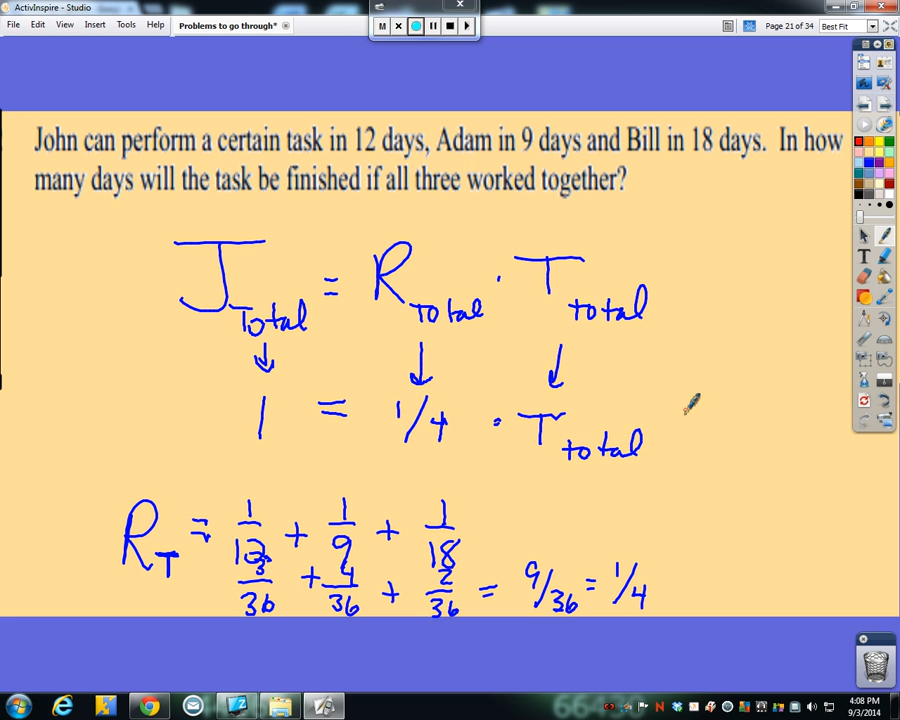 ActivInspire - Studio
File Edit View Insert Tools Help Problems to go through* Page 21 of 34 Best Fit
M
John can perform a certain task in 12 days, Adam in 9 days and Bill in 18 days. In how
many days will the task be finished if all three worked together?
J Total = R Total · T total
1 = 1/4 · T total
R T = 1/12 + 1/9 + 1/18
3/36 + 4/36 + 2/36 = 9/36 = 1/4
T
4:08 PM
9/3/2014